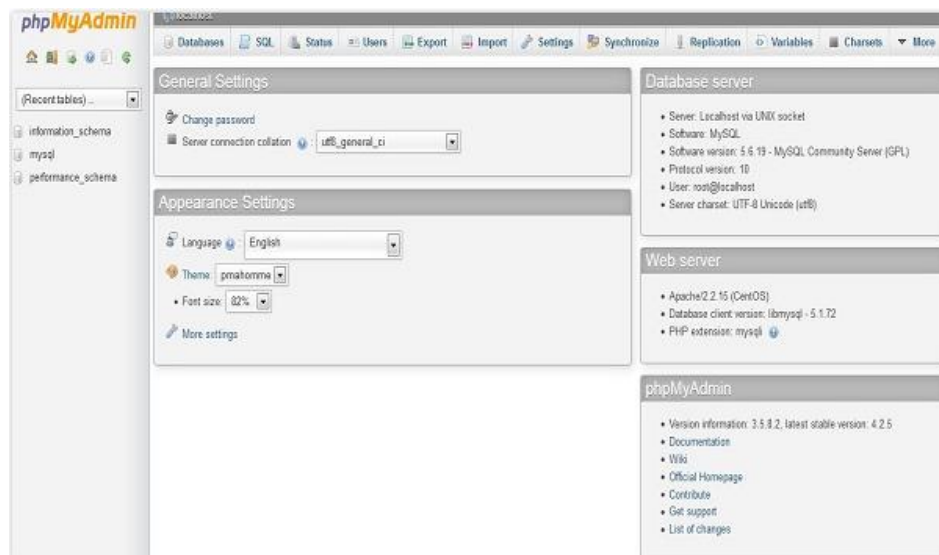 phpMyAdmin
localhost
Databases SQL Status Users Export Import Settings Synchronize Replication Variables Charsets More
(Recent tables) ...
information_schema
mysql
performance_schema
General Settings
Change password
Server connection collation : utf8_general_ci
Appearance Settings
Language : English
Theme: pmahomme
• Font size: 82%
More settings
Database server
• Server: Localhost via UNIX socket
• Software: MySQL
• Software version: 5.6.19 - MySQL Community Server (GPL)
• Protocol version: 10
• User: root@localhost
• Server charset: UTF-8 Unicode (utf8)
Web server
• Apache/2.2.15 (CentOS)
• Database client version: libmysql - 5.1.72
• PHP extension: mysqli
phpMyAdmin
• Version information: 3.5.8.2, latest stable version: 4.2.5
• Documentation
• Wiki
• Official Homepage
• Contribute
• Get support
• List of changes